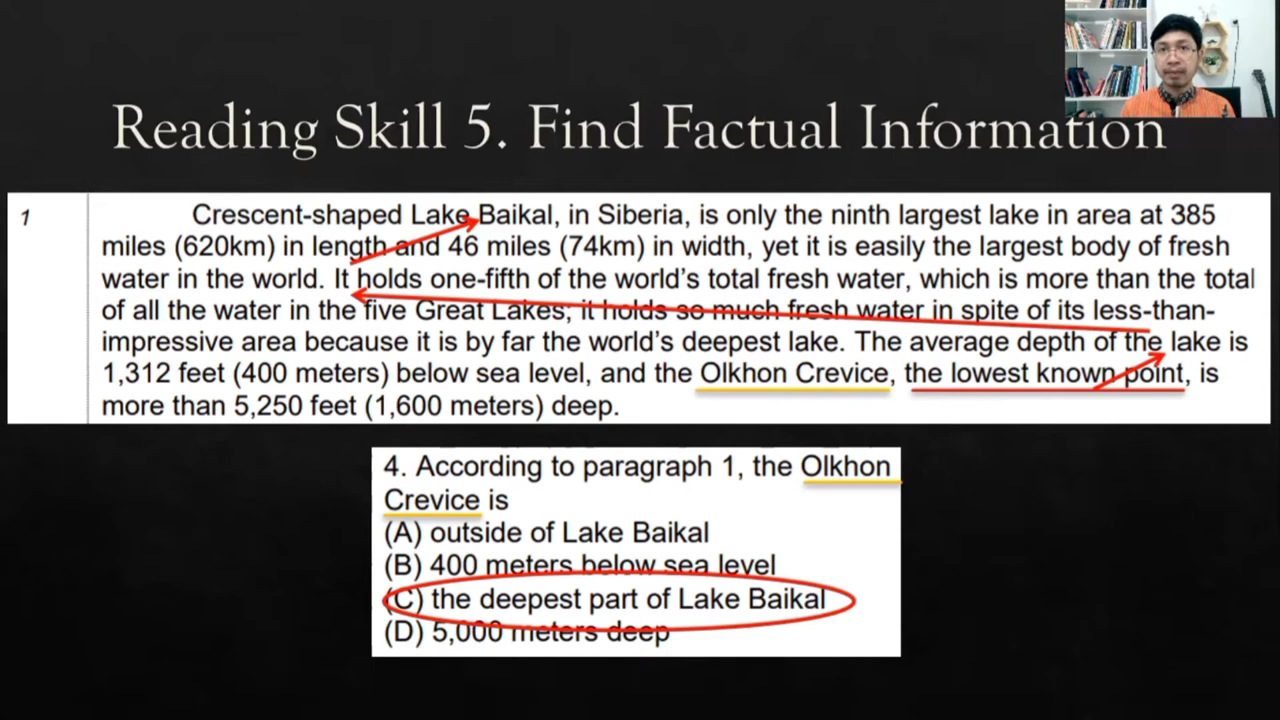 Reading Skill 5. Find Factual Information
1
Crescent-shaped Lake Baikal, in Siberia, is only the ninth largest lake in area at 385
miles (620km) in length and 46 miles (74km) in width, yet it is easily the largest body of fresh
water in the world. It holds one-fifth of the world's total fresh water, which is more than the total
of all the water in the five Great Lakes; it holds so much fresh water in spite of its less-than-
impressive area because it is by far the world's deepest lake. The average depth of the lake is
1,312 feet (400 meters) below sea level, and the Olkhon Crevice, the lowest known point, is
more than 5,250 feet (1,600 meters) deep.
4. According to paragraph 1, the Olkhon
Crevice is
(A) outside of Lake Baikal
(B) 400 meters below sea level
(C) the deepest part of Lake Baikal
(D) 5,000 meters deep